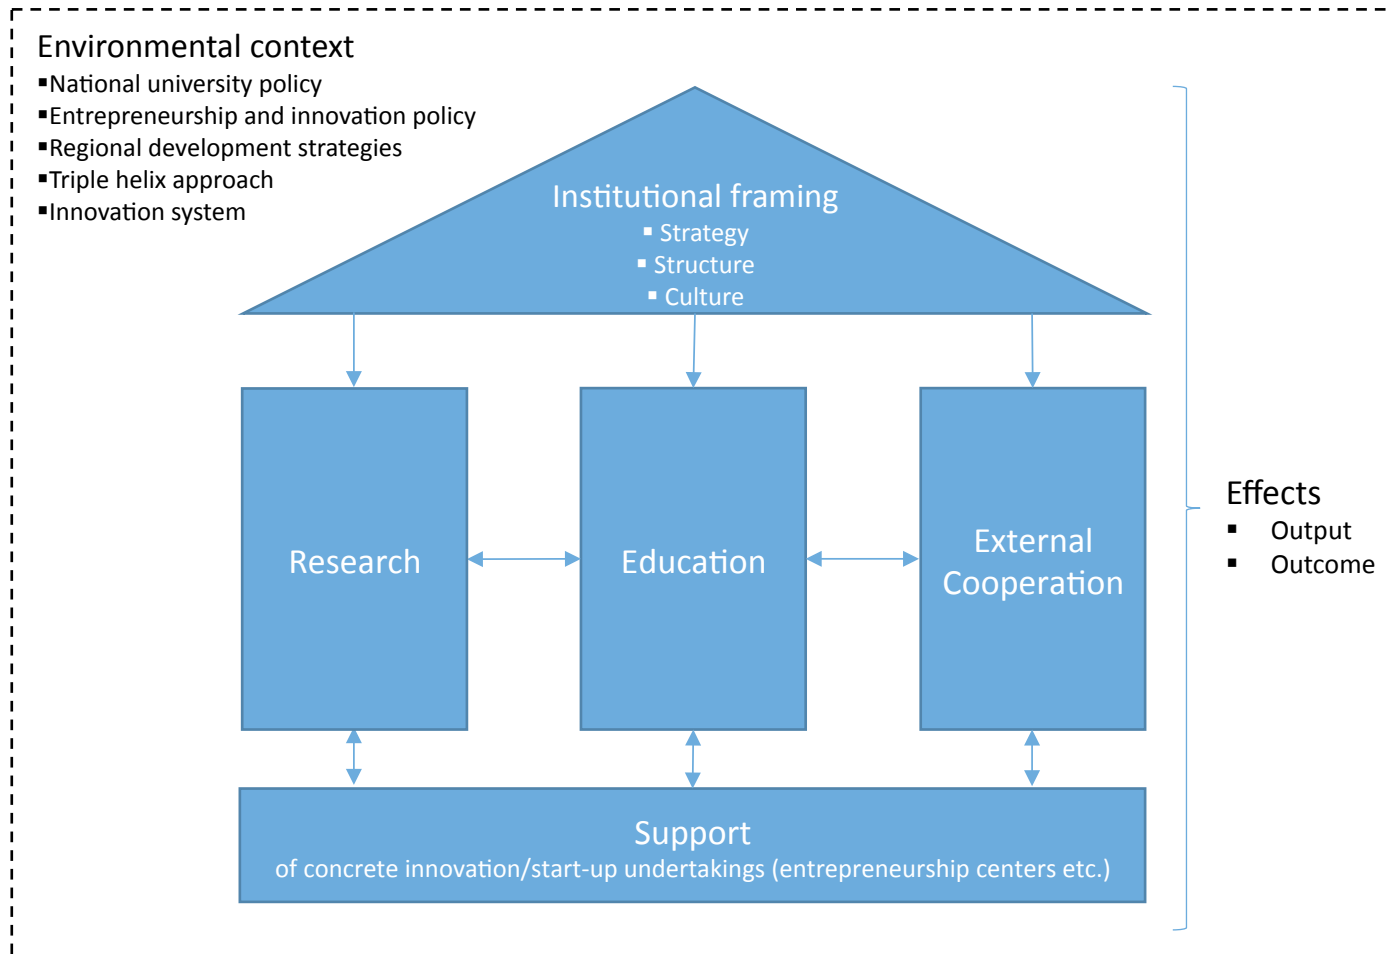 Environmental context
▪National university policy
▪Entrepreneurship and innovation policy
▪Regional development strategies
▪Triple helix approach
▪Innovation system
Institutional framing
▪ Strategy
▪ Structure
▪ Culture
Research
Education
External
Cooperation
Effects
▪ Output
▪ Outcome
Support
of concrete innovation/start-up undertakings (entrepreneurship centers etc.)